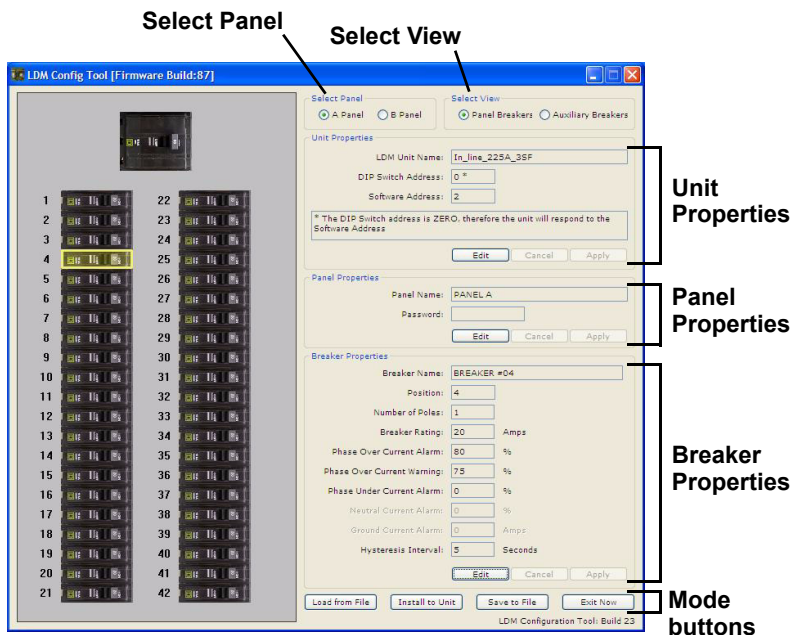 Select Panel
Select View
LDM Config Tool [Firmware Build:87]
Select Panel
A Panel B Panel
Select View
Panel Breakers Auxiliary Breakers
Unit Properties
LDM Unit Name: In_line_225A_3SF
DIP Switch Address: 0 *
Software Address: 2
* The DIP Switch address is ZERO, therefore the unit will respond to the
Software Address
Edit Cancel Apply
Unit
Properties
Panel Properties
Panel Name: PANEL A
Password:
Edit Cancel Apply
Panel
Properties
Breaker Properties
Breaker Name: BREAKER #04
Position: 4
Number of Poles: 1
Breaker Rating: 20 Amps
Phase Over Current Alarm: 80 %
Phase Over Current Warning: 75 %
Phase Under Current Alarm: 0 %
Neutral Current Alarm: 0 %
Ground Current Alarm: 0 Amps
Hysteresis Interval: 5 Seconds
Edit Cancel Apply
Breaker
Properties
1 22
2 23
3 24
4 25
5 26
6 27
7 28
8 29
9 30
10 31
11 32
12 33
13 34
14 35
15 36
16 37
17 38
18 39
19 40
20 41
21 42
Load from File Install to Unit Save to File Exit Now
LDM Configuration Tool: Build 23
Mode
buttons